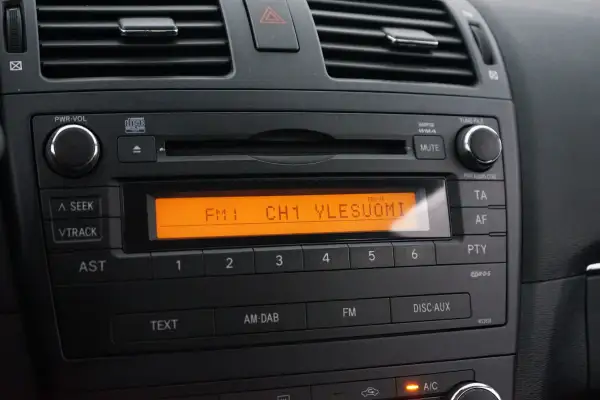 PWR·VOL
TUNE·FILE
MUTE
∧ SEEK
∨TRACK
FM1 CH1 YLESUOMI
TA
AF
PTY
AST
1 2 3 4 5 6
TEXT
AM·DAB
FM
DISC·AUX
A/C